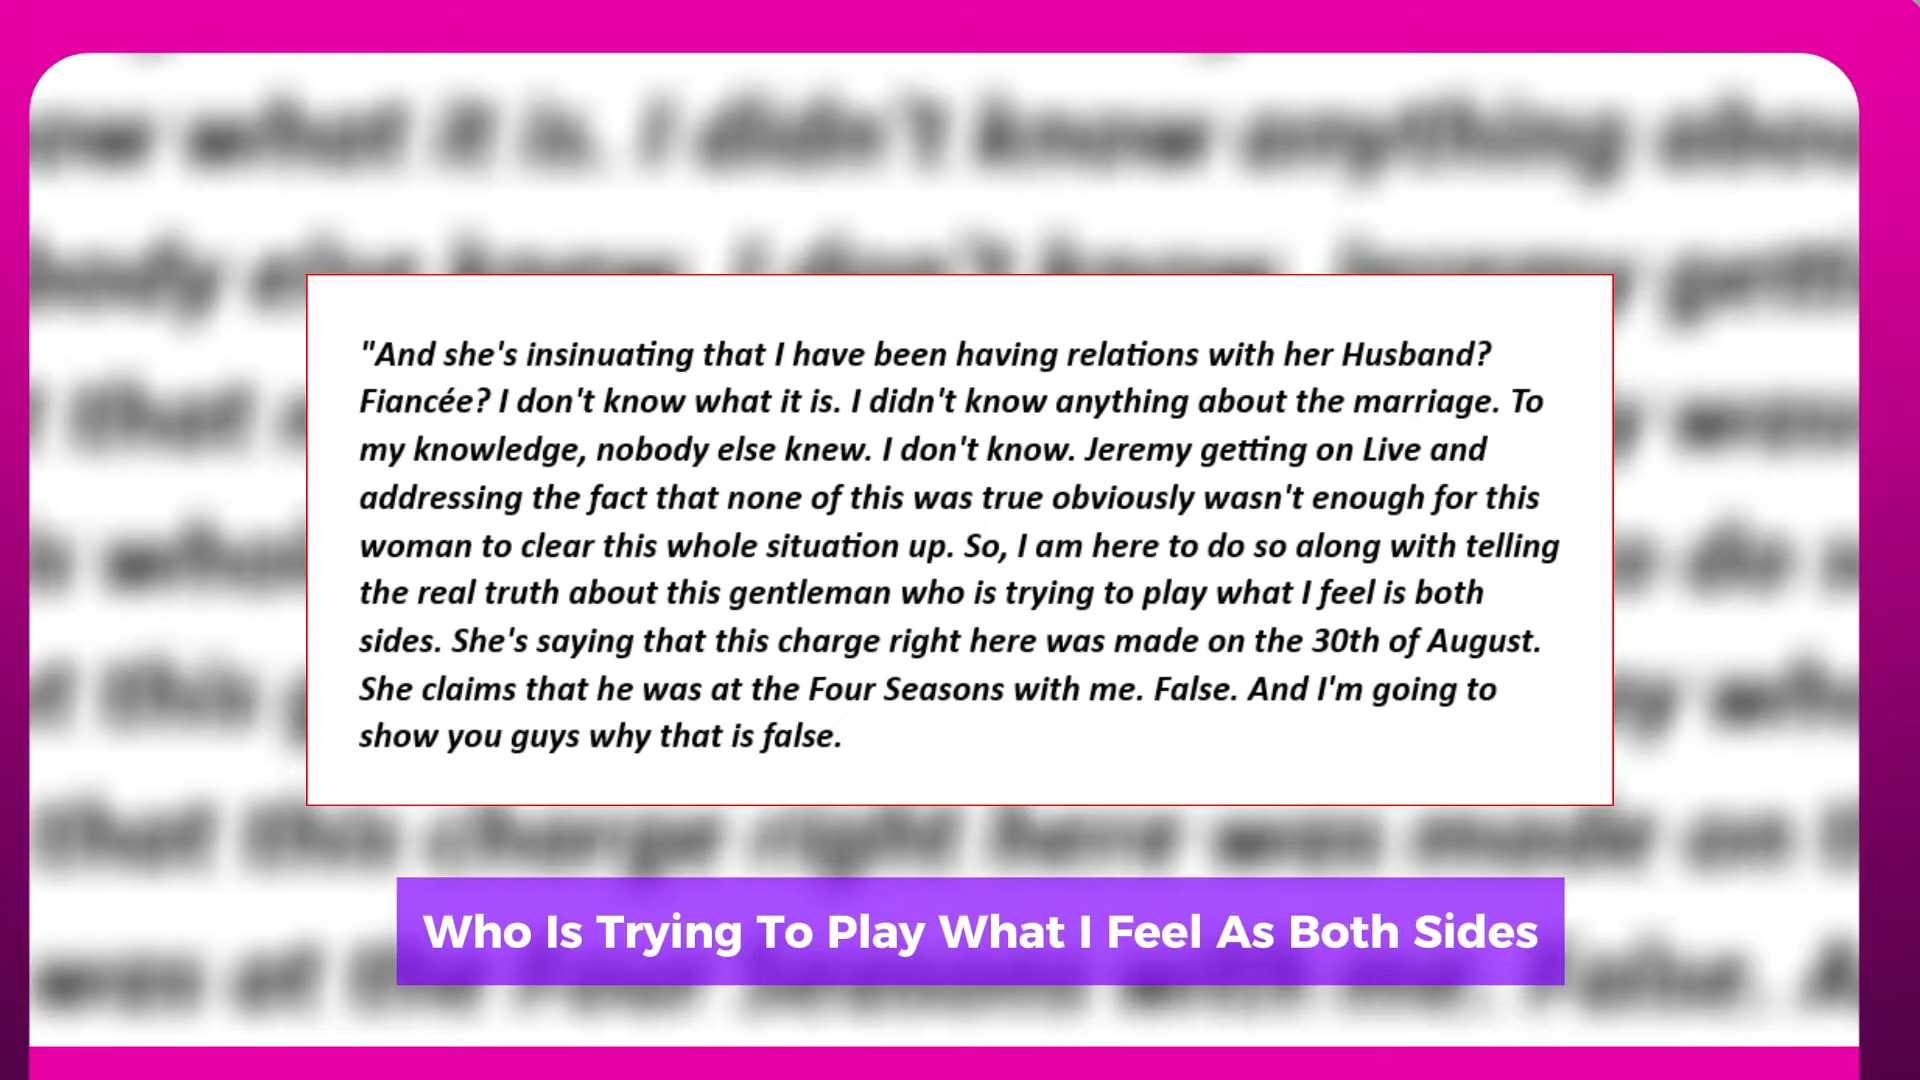 "And she's insinuating that I have been having relations with her Husband?
Fiancée? I don't know what it is. I didn't know anything about the marriage. To
my knowledge, nobody else knew. I don't know. Jeremy getting on Live and
addressing the fact that none of this was true obviously wasn't enough for this
woman to clear this whole situation up. So, I am here to do so along with telling
the real truth about this gentleman who is trying to play what I feel is both
sides. She's saying that this charge right here was made on the 30th of August.
She claims that he was at the Four Seasons with me. False. And I'm going to
show you guys why that is false.
Who Is Trying To Play What I Feel As Both Sides